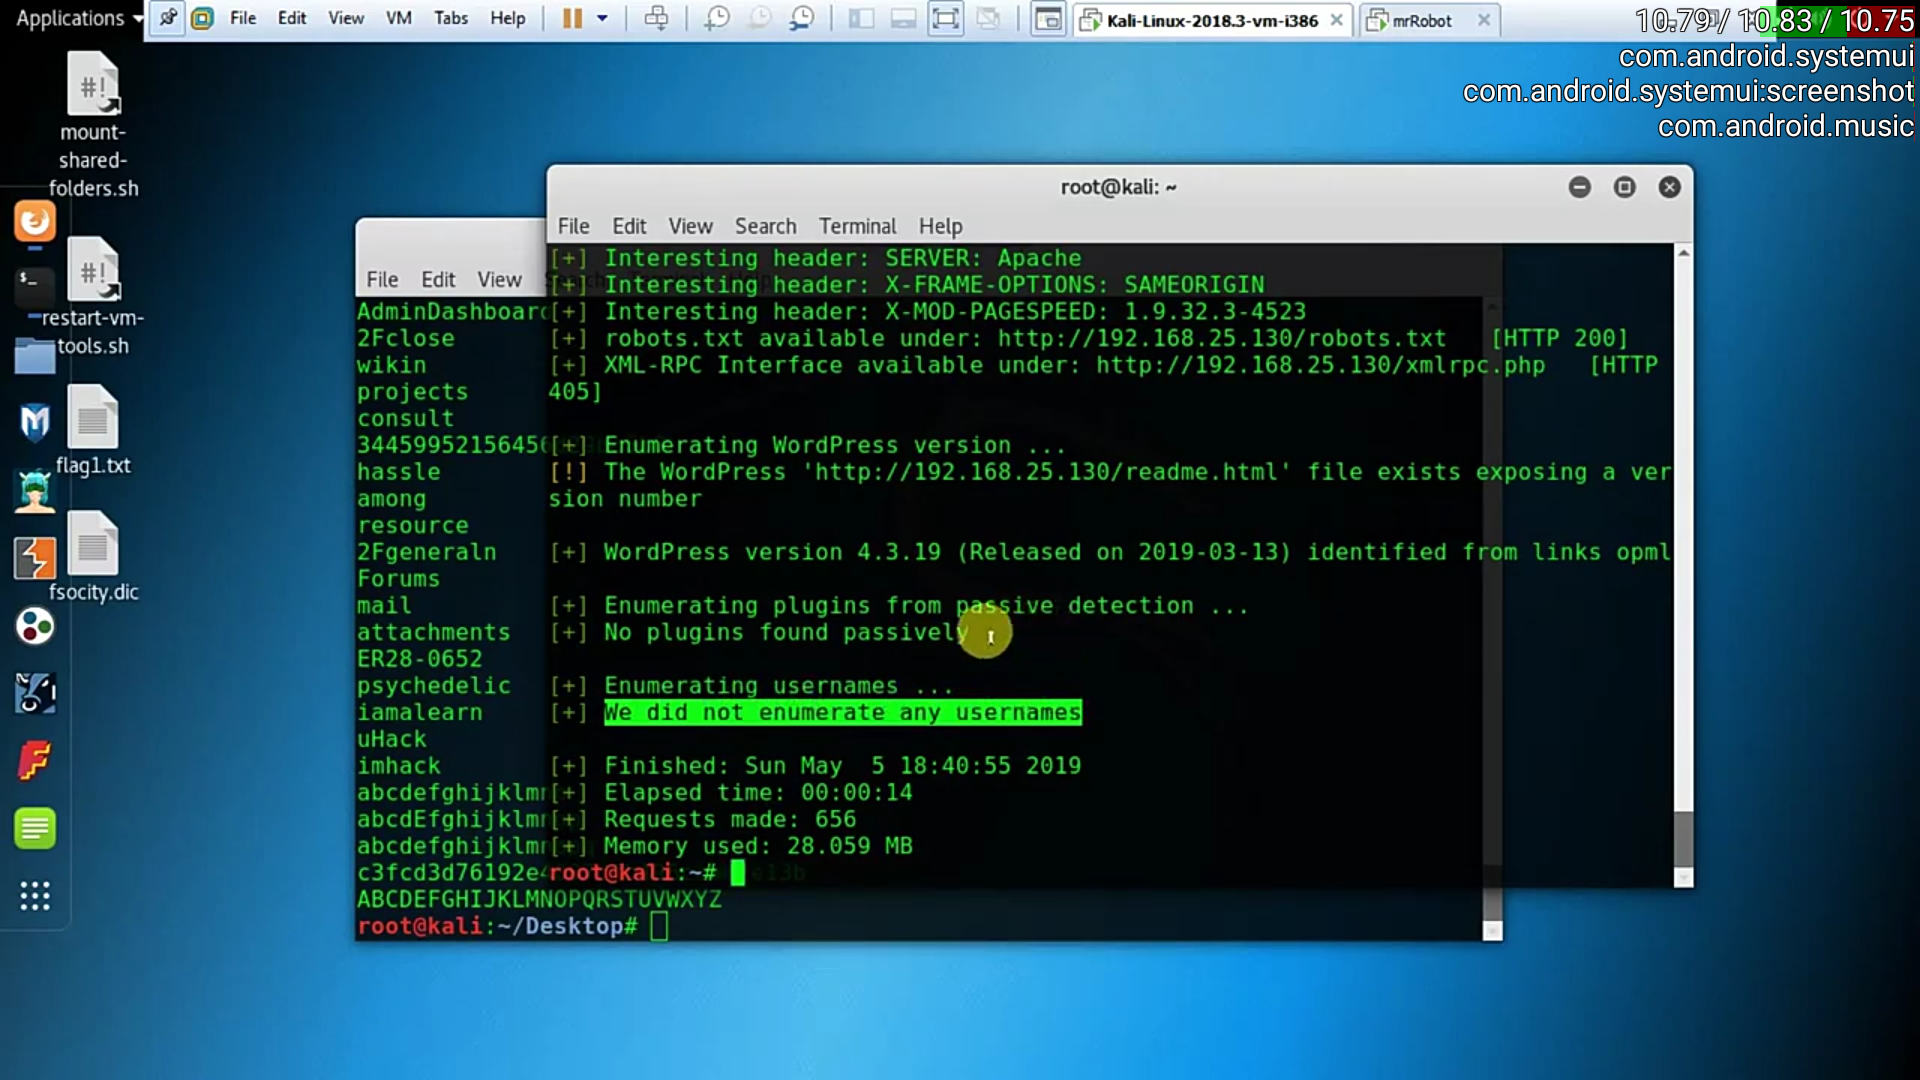 Applications
File Edit View VM Tabs Help
Kali-Linux-2018.3-vm-i386
mrRobot
10.79 / 10.83 / 10.75
com.android.systemui
com.android.systemui:screenshot
com.android.music
mount-
shared-
folders.sh
restart-vm-
tools.sh
flag1.txt
fsocity.dic
root@kali: ~
File Edit View Search Terminal Help
[+] Interesting header: SERVER: Apache
[+] Interesting header: X-FRAME-OPTIONS: SAMEORIGIN
[+] Interesting header: X-MOD-PAGESPEED: 1.9.32.3-4523
[+] robots.txt available under: http://192.168.25.130/robots.txt [HTTP 200]
[+] XML-RPC Interface available under: http://192.168.25.130/xmlrpc.php [HTTP
405]
[+] Enumerating WordPress version ...
[!] The WordPress 'http://192.168.25.130/readme.html' file exists exposing a ver
sion number
[+] WordPress version 4.3.19 (Released on 2019-03-13) identified from links opml
[+] Enumerating plugins from passive detection ...
[+] No plugins found passively
[+] Enumerating usernames ...
[+] We did not enumerate any usernames
[+] Finished: Sun May 5 18:40:55 2019
[+] Elapsed time: 00:00:14
[+] Requests made: 656
[+] Memory used: 28.059 MB
root@kali:~#
File Edit View
AdminDashboard
2Fclose
wikin
projects
consult
hassle
among
resource
2Fgeneraln
Forums
mail
attachments
ER28-0652
psychedelic
iamalearn
uHack
imhack
abcdefghijklm
abcdEfghijklm
abcdefghijklm
c3fcd3d76192e4
ABCDEFGHIJKLMNOPQRSTUVWXYZ
root@kali:~/Desktop#